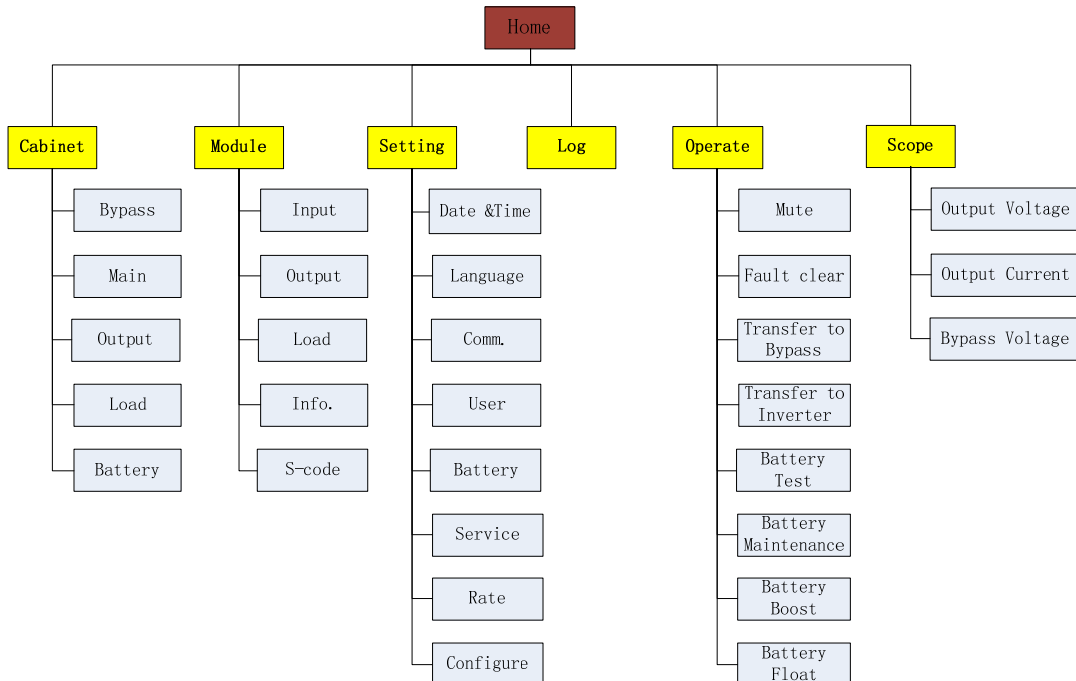 Home
Cabinet
Module
Setting
Log
Operate
Scope
Bypass
Main
Output
Load
Battery
Input
Output
Load
Info.
S-code
Date &Time
Language
Comm.
User
Battery
Service
Rate
Configure
Mute
Fault clear
Transfer to
Bypass
Transfer to
Inverter
Battery
Test
Battery
Maintenance
Battery
Boost
Battery
Float
Output Voltage
Output Current
Bypass Voltage